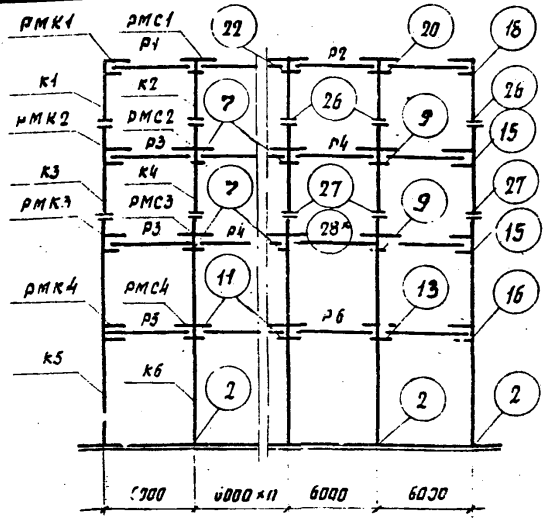 РМК1 РМС1 22 20 18
Р1 Р2
К1 К2 26 26
РМК2 РМС2 7 9 15
Р3 Р4
К3 К4 27 27
РМК3 РМС3 7 28* 9 15
Р3 Р4
РМК4 РМС4 11 13 16
Р5 Р6
К5 К6 2 2 2
6000×n 6000 6000